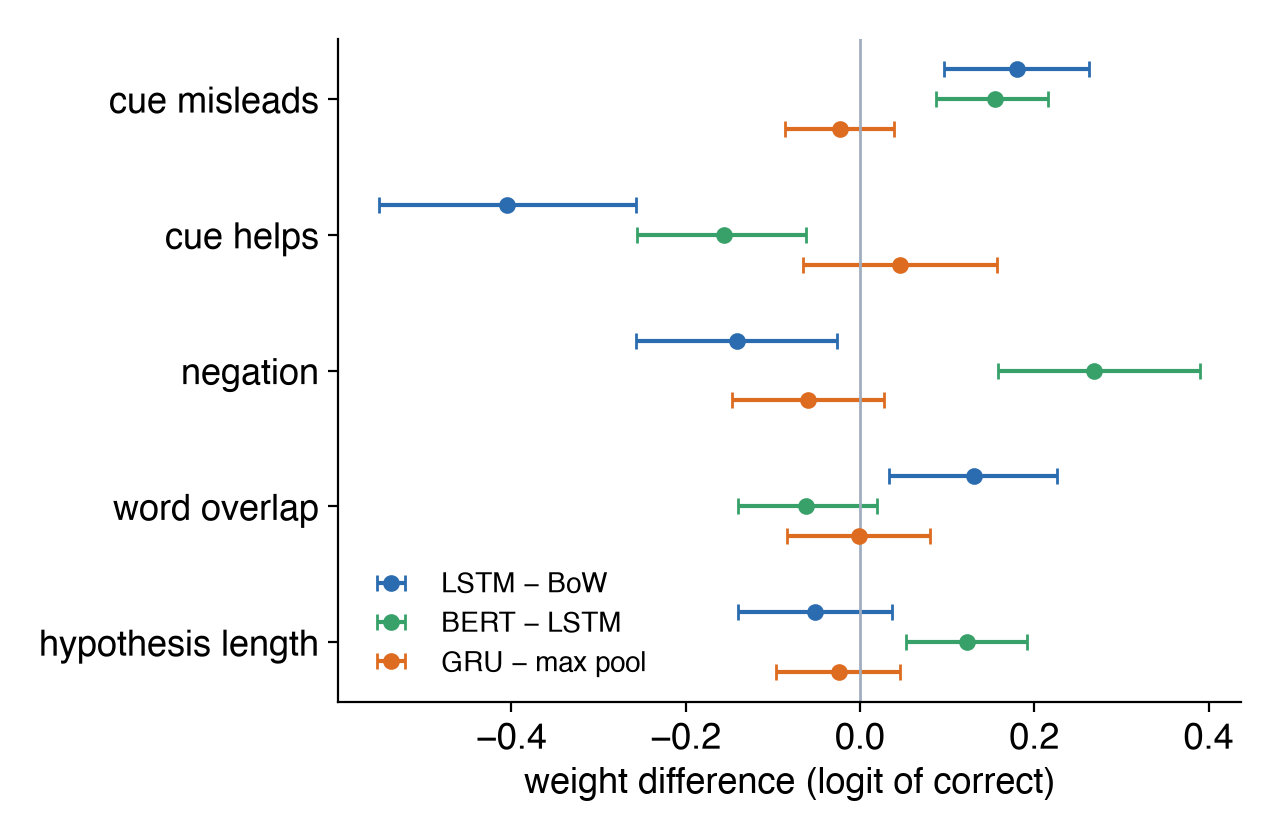 cue misleads
cue helps
negation
word overlap
hypothesis length
LSTM – BoW
BERT – LSTM
GRU – max pool
−0.4 −0.2 0.0 0.2 0.4
weight difference (logit of correct)